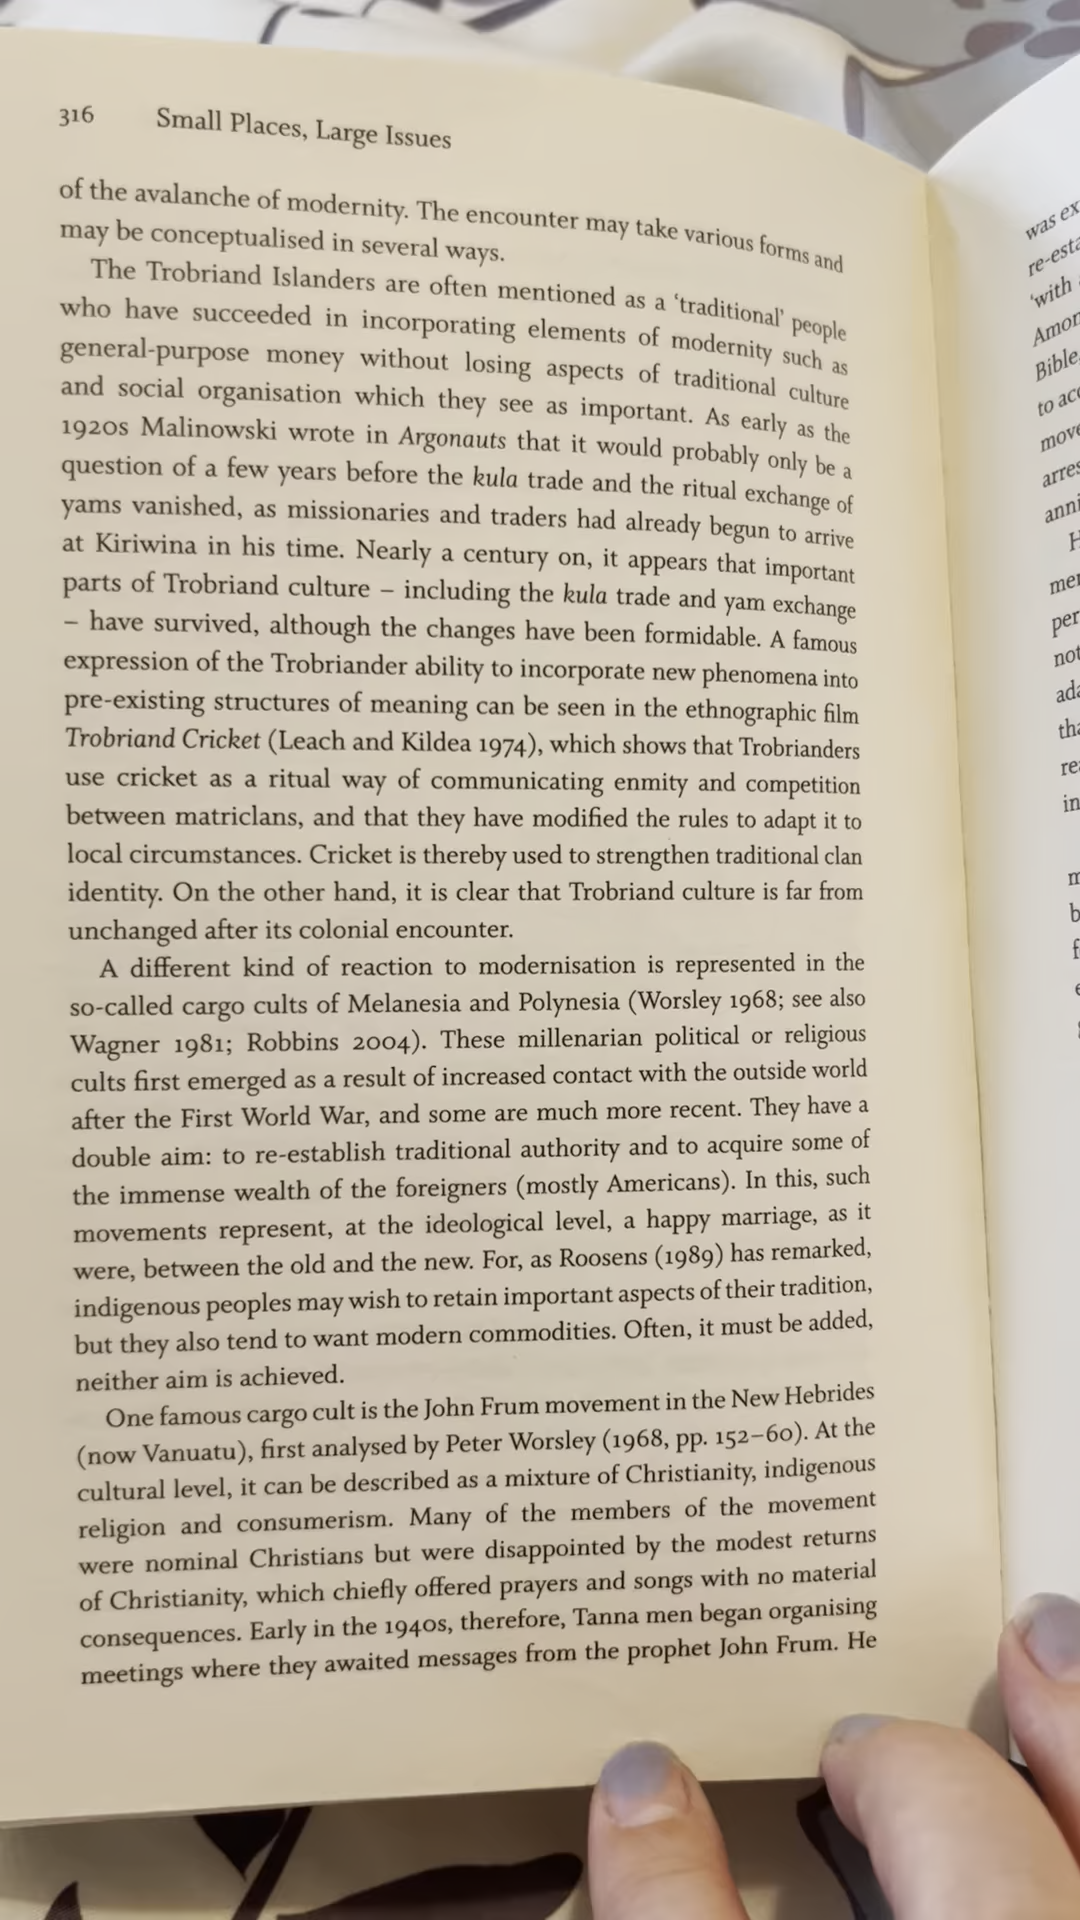 316 Small Places, Large Issues
of the avalanche of modernity. The encounter may take various forms and
may be conceptualised in several ways.
The Trobriand Islanders are often mentioned as a ‘traditional’ people
who have succeeded in incorporating elements of modernity such as
general-purpose money without losing aspects of traditional culture
and social organisation which they see as important. As early as the
1920s Malinowski wrote in Argonauts that it would probably only be a
question of a few years before the kula trade and the ritual exchange of
yams vanished, as missionaries and traders had already begun to arrive
at Kiriwina in his time. Nearly a century on, it appears that important
parts of Trobriand culture – including the kula trade and yam exchange
– have survived, although the changes have been formidable. A famous
expression of the Trobriander ability to incorporate new phenomena into
pre-existing structures of meaning can be seen in the ethnographic film
Trobriand Cricket (Leach and Kildea 1974), which shows that Trobrianders
use cricket as a ritual way of communicating enmity and competition
between matriclans, and that they have modified the rules to adapt it to
local circumstances. Cricket is thereby used to strengthen traditional clan
identity. On the other hand, it is clear that Trobriand culture is far from
unchanged after its colonial encounter.
A different kind of reaction to modernisation is represented in the
so-called cargo cults of Melanesia and Polynesia (Worsley 1968; see also
Wagner 1981; Robbins 2004). These millenarian political or religious
cults first emerged as a result of increased contact with the outside world
after the First World War, and some are much more recent. They have a
double aim: to re-establish traditional authority and to acquire some of
the immense wealth of the foreigners (mostly Americans). In this, such
movements represent, at the ideological level, a happy marriage, as it
were, between the old and the new. For, as Roosens (1989) has remarked,
indigenous peoples may wish to retain important aspects of their tradition,
but they also tend to want modern commodities. Often, it must be added,
neither aim is achieved.
One famous cargo cult is the John Frum movement in the New Hebrides
(now Vanuatu), first analysed by Peter Worsley (1968, pp. 152–60). At the
cultural level, it can be described as a mixture of Christianity, indigenous
religion and consumerism. Many of the members of the movement
were nominal Christians but were disappointed by the modest returns
of Christianity, which chiefly offered prayers and songs with no material
consequences. Early in the 1940s, therefore, Tanna men began organising
meetings where they awaited messages from the prophet John Frum. He
was ex
re-esta
‘with
Amon
Bible
to acc
move
arres
anni
H
mer
per
not
ada
tha
in
b